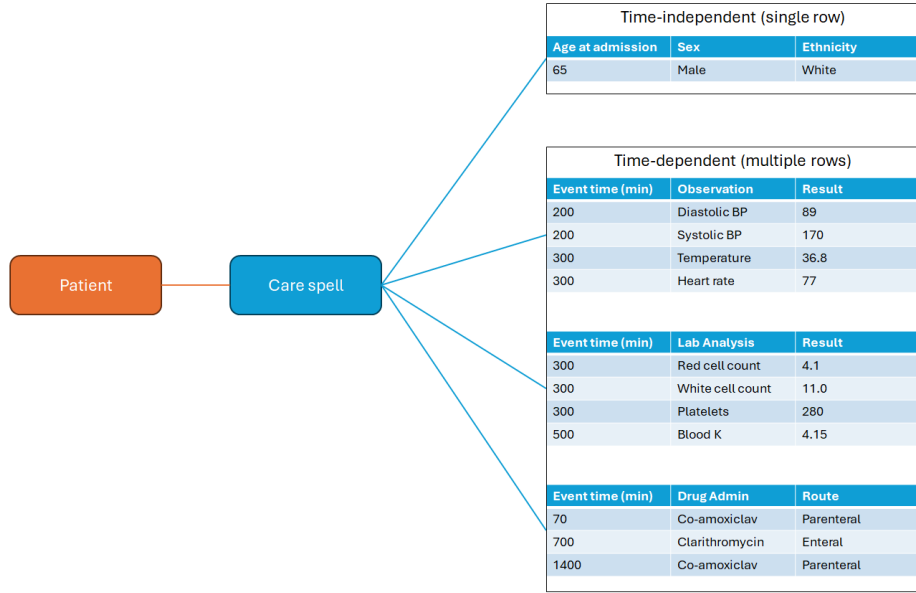 Time-independent (single row)
Age at admission Sex Ethnicity
65 Male White
Time-dependent (multiple rows)
Event time (min) Observation Result
200 Diastolic BP 89
200 Systolic BP 170
300 Temperature 36.8
300 Heart rate 77
Patient
Care spell
Event time (min) Lab Analysis Result
300 Red cell count 4.1
300 White cell count 11.0
300 Platelets 280
500 Blood K 4.15
Event time (min) Drug Admin Route
70 Co-amoxiclav Parenteral
700 Clarithromycin Enteral
1400 Co-amoxiclav Parenteral